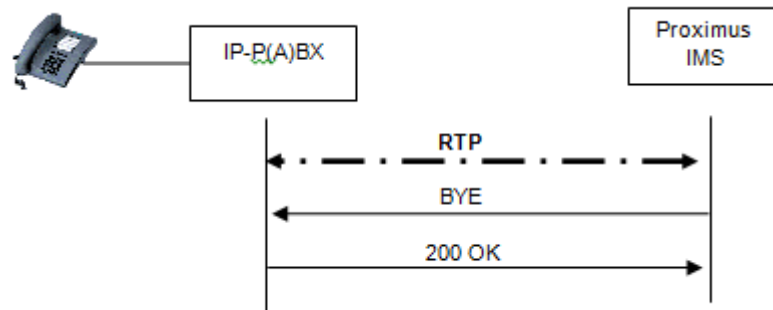 IP-P(A)BX
Proximus
IMS
RTP
BYE
200 OK